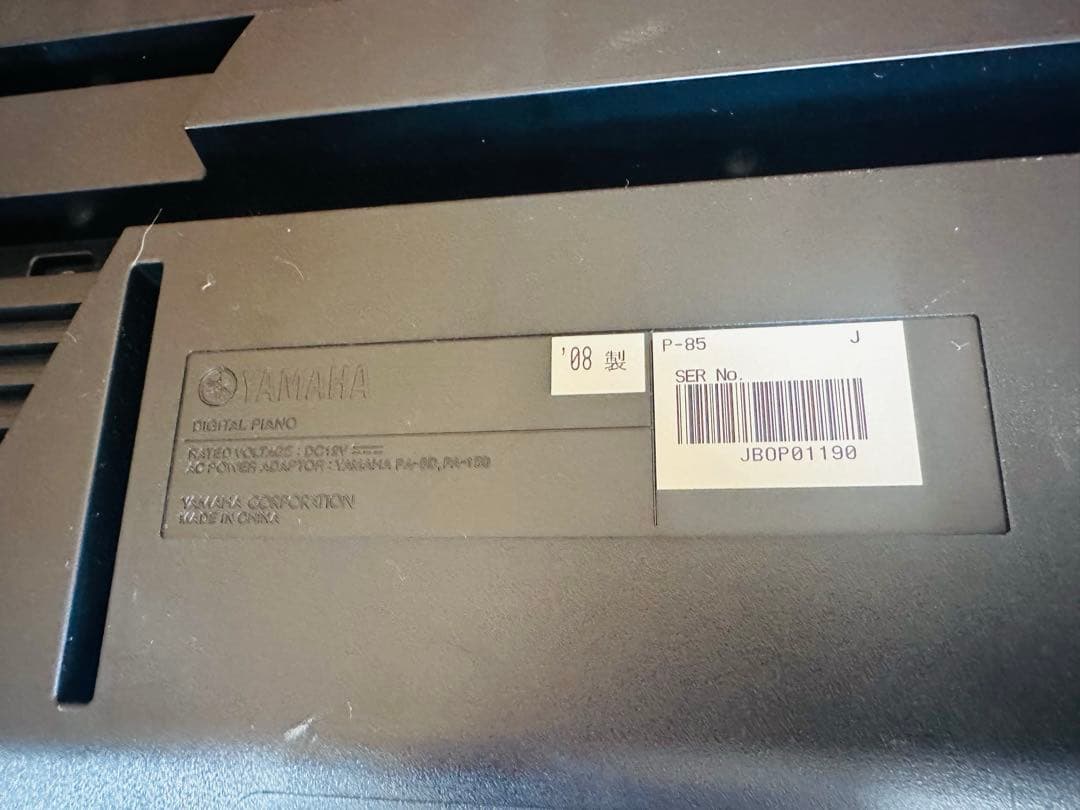 YAMAHA
DIGITAL PIANO
RATED VOLTAGE : DC12V
AC POWER ADAPTOR : YAMAHA PA-5D, PA-150
YAMAHA CORPORATION
MADE IN CHINA
'08 製
P-85 J
SER No.
JBOP01190